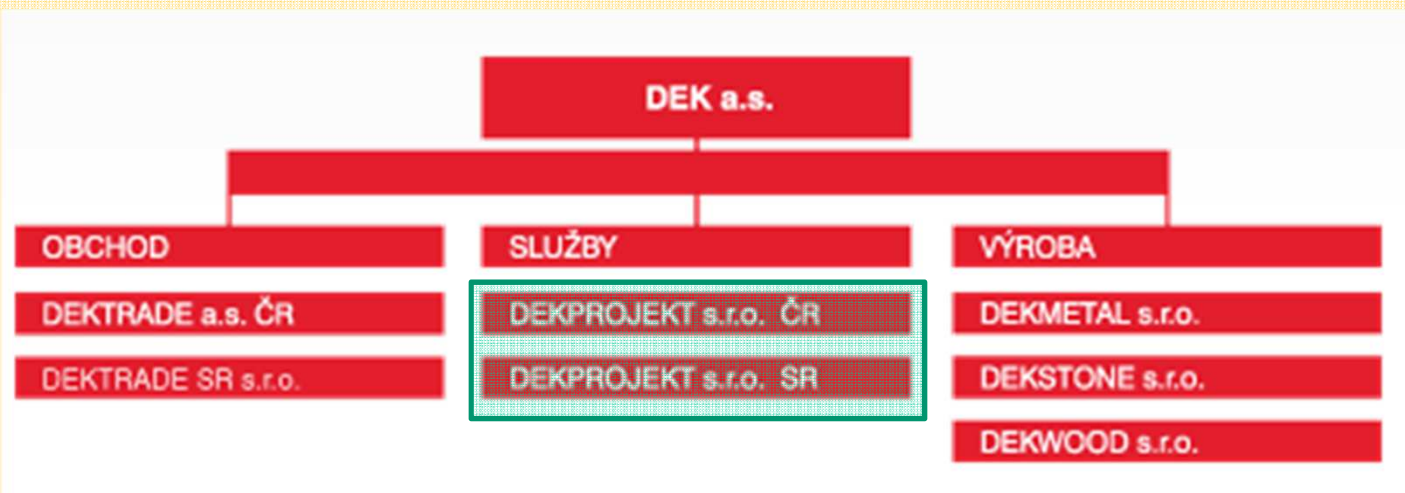 DEK a.s.
OBCHOD
DEKTRADE a.s. ČR
DEKTRADE SR s.r.o.
SLUŽBY
DEKPROJEKT s.r.o. ČR
DEKPROJEKT s.r.o. SR
VÝROBA
DEKMETAL s.r.o.
DEKSTONE s.r.o.
DEKWOOD s.r.o.